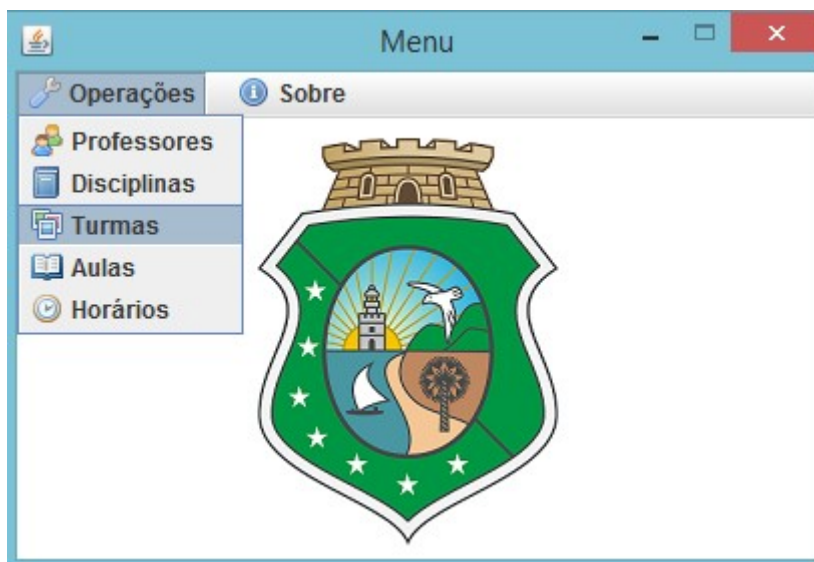 Menu
Operações Sobre
Professores
Disciplinas
Turmas
Aulas
Horários